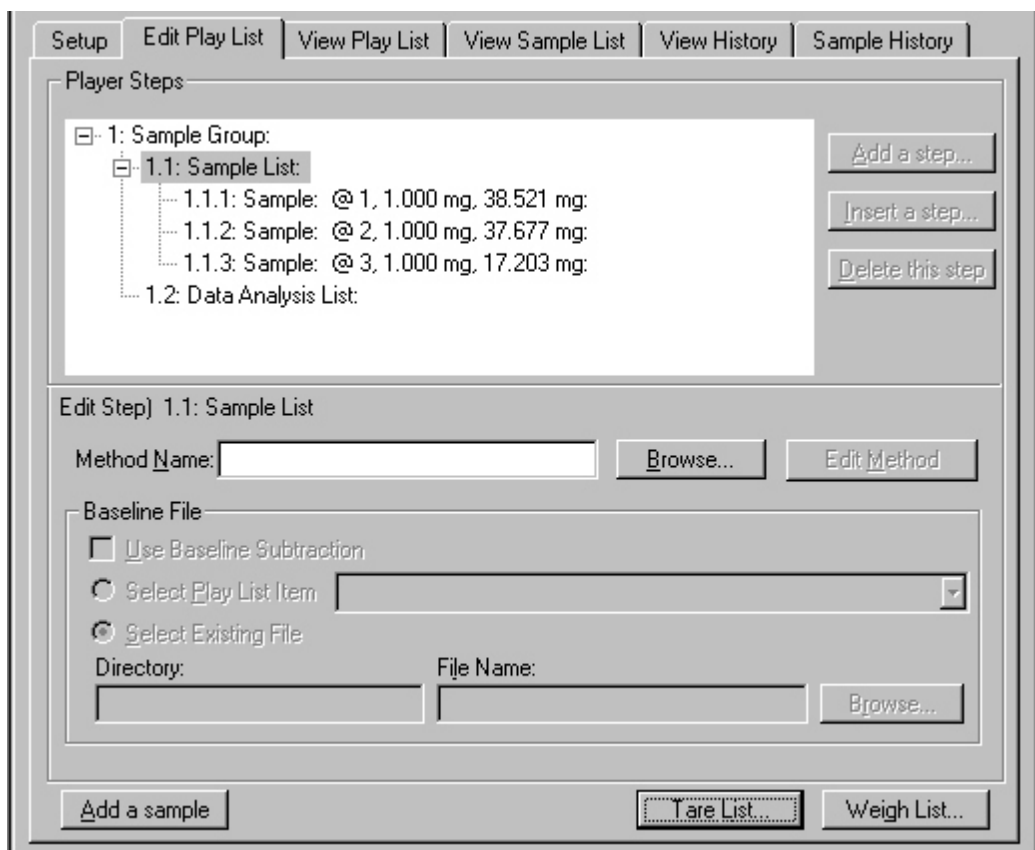 Setup Edit Play List View Play List View Sample List View History Sample History
Player Steps
1: Sample Group:
1.1: Sample List:
1.1.1: Sample: @ 1, 1.000 mg, 38.521 mg:
1.1.2: Sample: @ 2, 1.000 mg, 37.677 mg:
1.1.3: Sample: @ 3, 1.000 mg, 17.203 mg:
1.2: Data Analysis List:
Add a step...
Insert a step...
Delete this step
Edit Step) 1.1: Sample List
Method Name: Browse... Edit Method
Baseline File
Use Baseline Subtraction
Select Play List Item
Select Existing File
Directory: File Name:
Browse...
Add a sample Tare List... Weigh List...